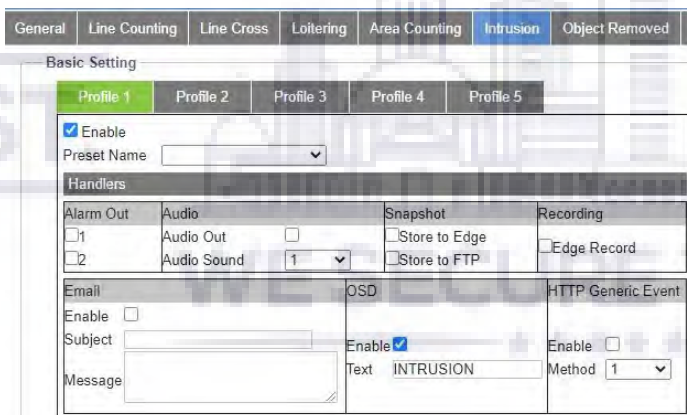 General Line Counting Line Cross Loitering Area Counting Intrusion Object Removed
Basic Setting
Profile 1 Profile 2 Profile 3 Profile 4 Profile 5
Enable
Preset Name
Handlers
Alarm Out Audio Snapshot Recording
1 Audio Out Store to Edge
Edge Record
2 Audio Sound 1 Store to FTP
Email OSD HTTP Generic Event
Enable
Subject
Enable Enable
Text INTRUSION Method 1
Message
WE SECURE